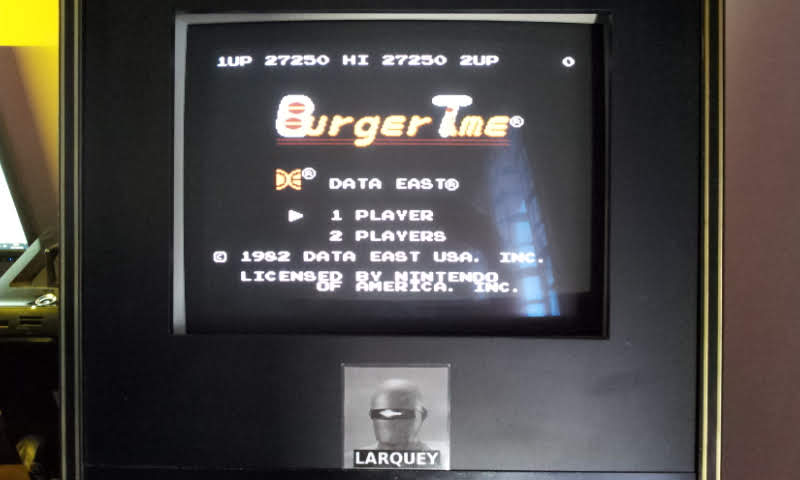 1UP 27250 HI 27250 2UP 0
BurgerTime®
DE® DATA EAST®
1 PLAYER
2 PLAYERS
© 1982 DATA EAST USA. INC.
LICENSED BY NINTENDO
OF AMERICA. INC.
LARQUEY